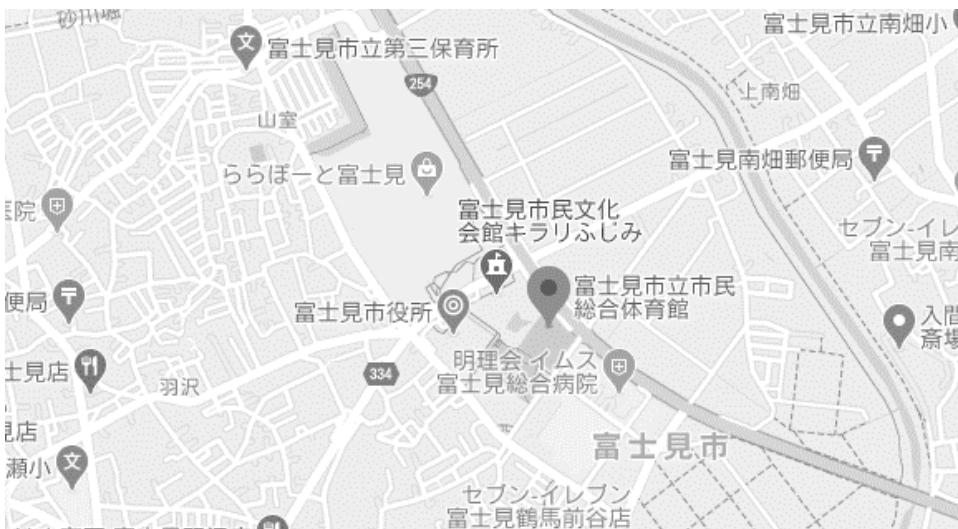 砂川堀
富士見市立南畑小
富士見市立第三保育所
254
上南畑
山室
富士見南畑郵便局
ららぽーと富士見
医院
富士見市民文化
会館キラリふじみ
セブン-イレ
富士見南
富士見市立市民
総合体育館
便局
富士見市役所
入間
斎場
明理会 イムス
富士見総合病院
士見店
334
羽沢
見店
富士見市
瀬小
セブン-イレブン
富士見鶴馬前谷店